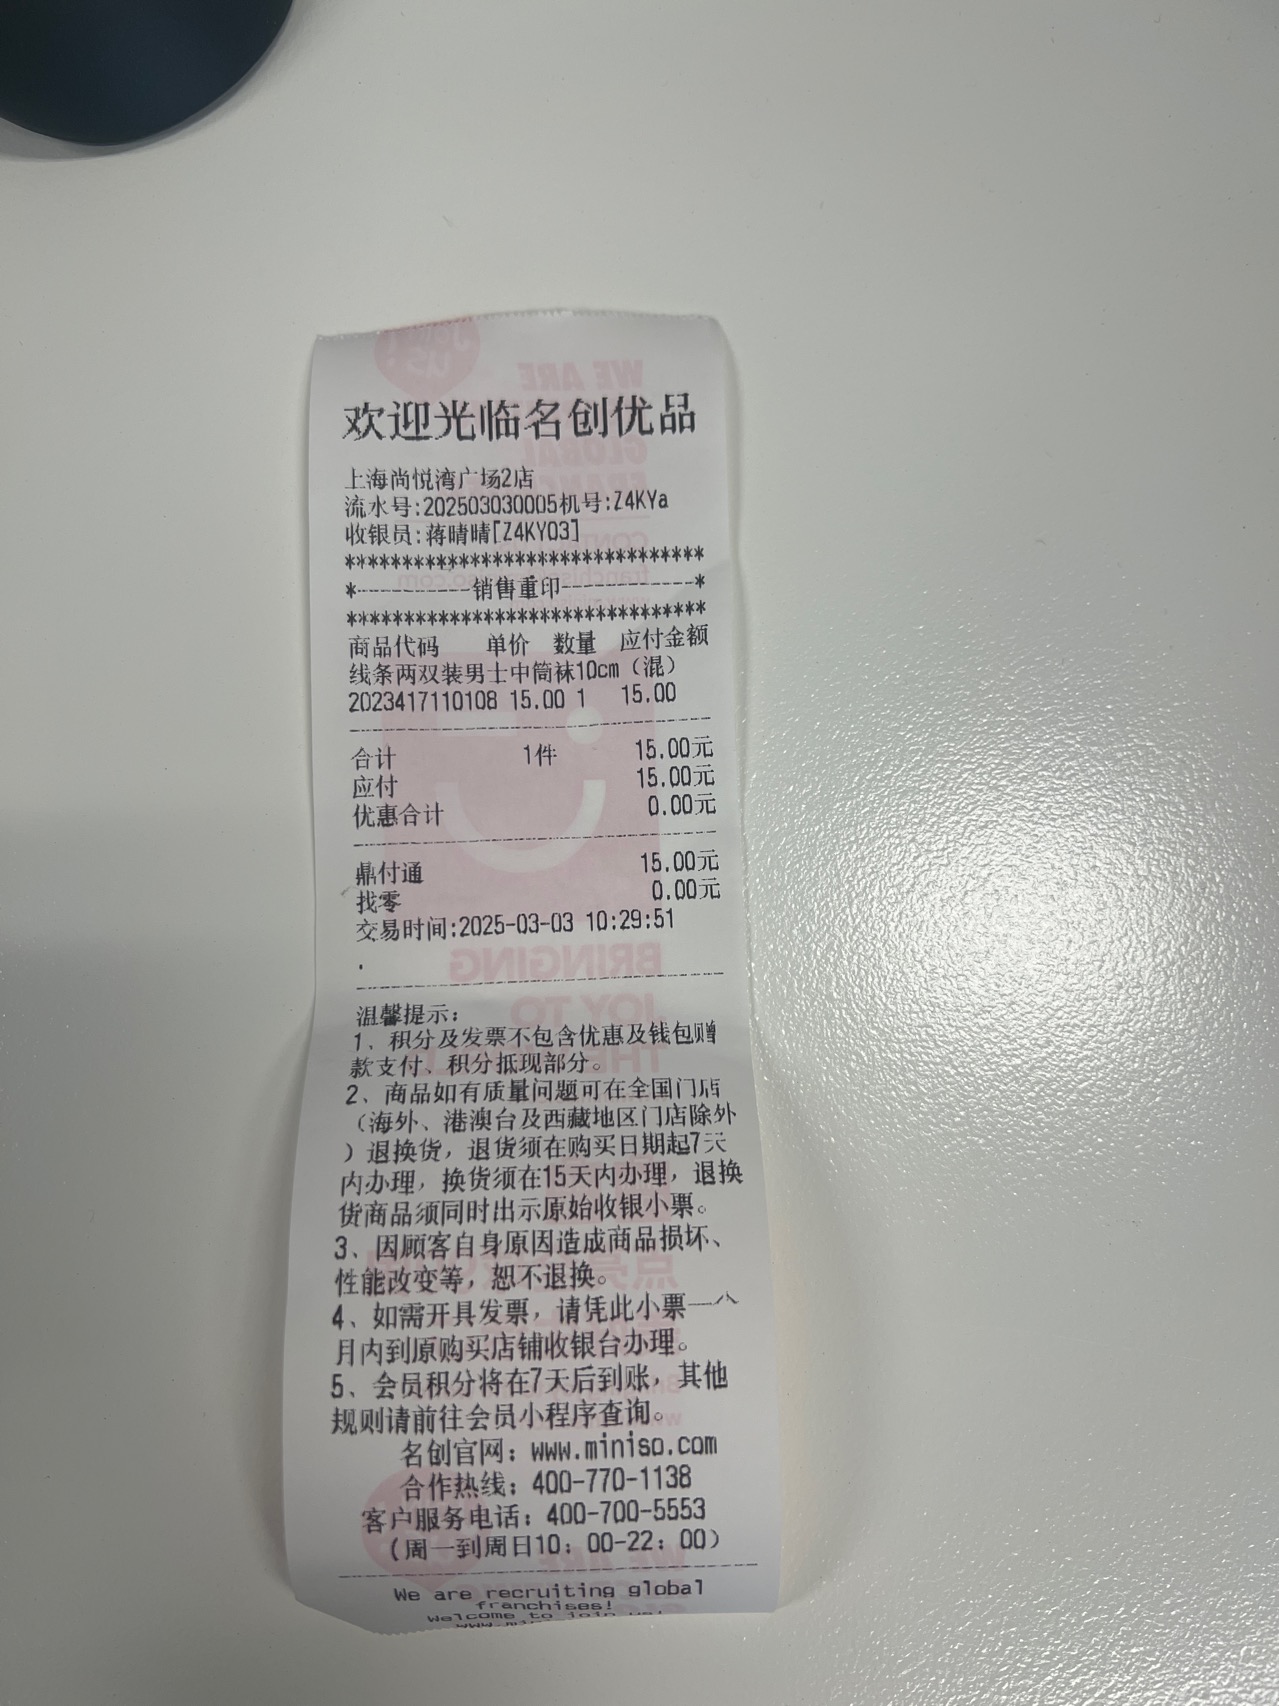 欢迎光临名创优品
上海尚悦湾广场2店
流水号:202503030005机号:Z4KYa
收银员:蒋晴晴[Z4KY03]
*******************************
*----------销售重印------------*
*******************************
商品代码 单价 数量 应付金额
线条两双装男士中筒袜10cm（混）
2023417110108 15.00 1 15.00
合计 1件 15.00元
应付 15.00元
优惠合计 0.00元
鼎付通 15.00元
找零 0.00元
交易时间:2025-03-03 10:29:51
.
温馨提示：
1、积分及发票不包含优惠及钱包赠
款支付、积分抵现部分。
2、商品如有质量问题可在全国门店
（海外、港澳台及西藏地区门店除外
）退换货，退货须在购买日期起7天
内办理，换货须在15天内办理，退换
货商品须同时出示原始收银小票。
3、因顾客自身原因造成商品损坏、
性能改变等，恕不退换。
4、如需开具发票，请凭此小票一个
月内到原购买店铺收银台办理。
5、会员积分将在7天后到账，其他
规则请前往会员小程序查询。
名创官网：www.miniso.com
合作热线：400-770-1138
客户服务电话：400-700-5553
(周一到周日10：00-22：00）
We are recruiting global
franchises!
Welcome to join us!